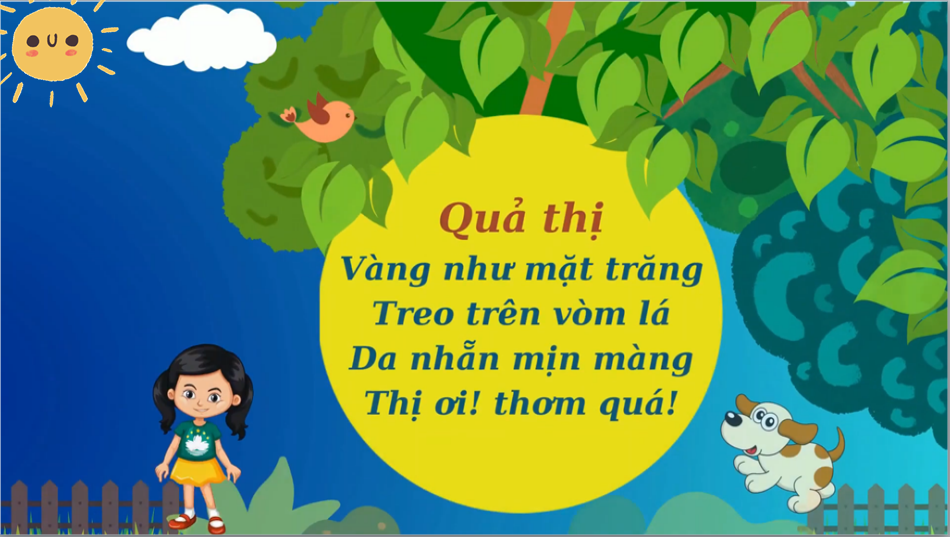 Quả thị
Vàng như mặt trăng
Treo trên vòm lá
Da nhẵn mịn màng
Thị ơi! thơm quá!